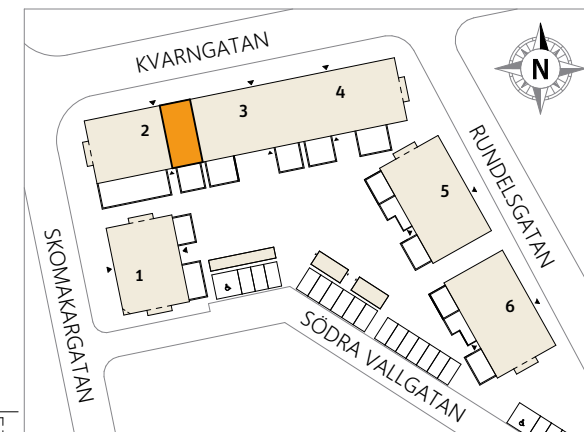 KVARNGATAN
N
2
3
4
RUNDELSGATAN
5
SKOMAKARGATAN
1
6
SÖDRA VALLGATAN